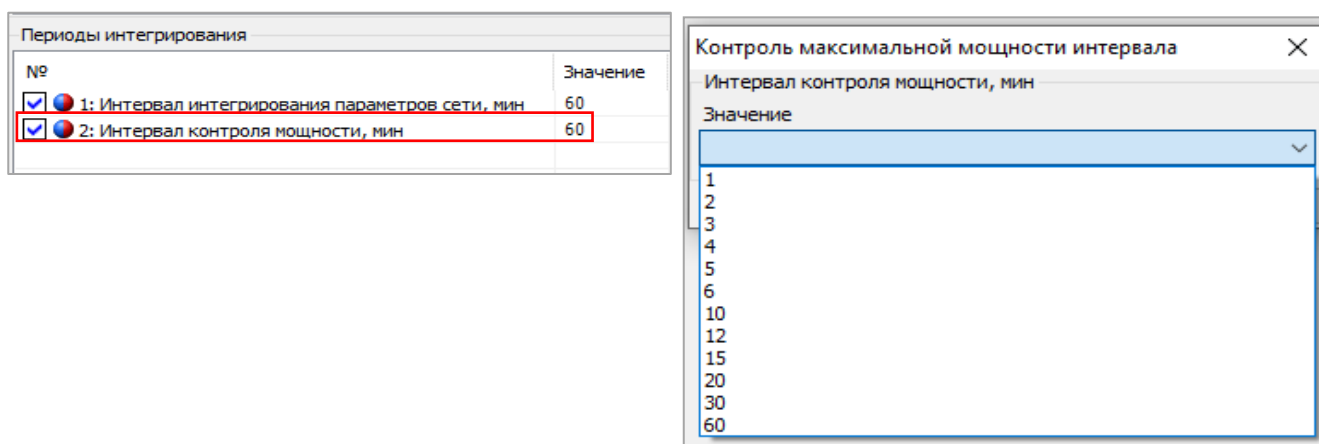 Периоды интегрирования
№ Значение
1: Интервал интегрирования параметров сети, мин 60
2: Интервал контроля мощности, мин 60
Контроль максимальной мощности интервала
Интервал контроля мощности, мин
Значение
1
2
3
4
5
6
10
12
15
20
30
60